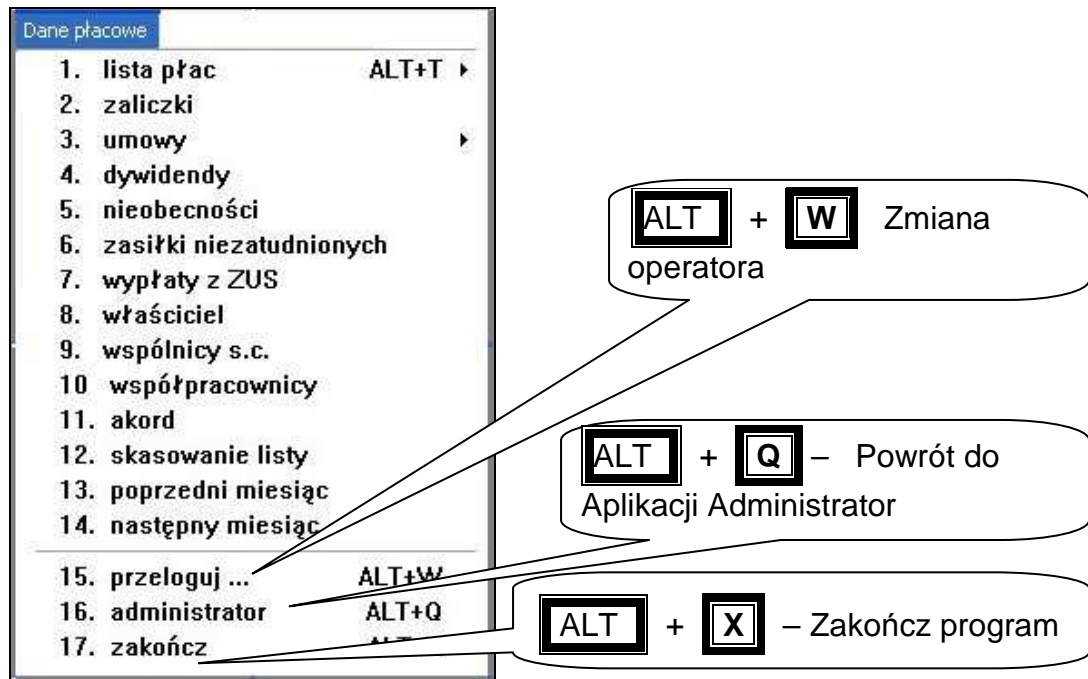 Dane płacowe
1. lista płac ALT+T
2. zaliczki
3. umowy
4. dywidendy
5. nieobecności
6. zasiłki niezatudnionych
7. wypłaty z ZUS
8. właściciel
9. wspólnicy s.c.
10 współpracownicy
11. akord
12. skasowanie listy
13. poprzedni miesiąc
14. następny miesiąc
15. przeloguj ... ALT+W
16. administrator ALT+Q
17. zakończ
ALT + W Zmiana
operatora
ALT + Q – Powrót do
Aplikacji Administrator
ALT + X – Zakończ program